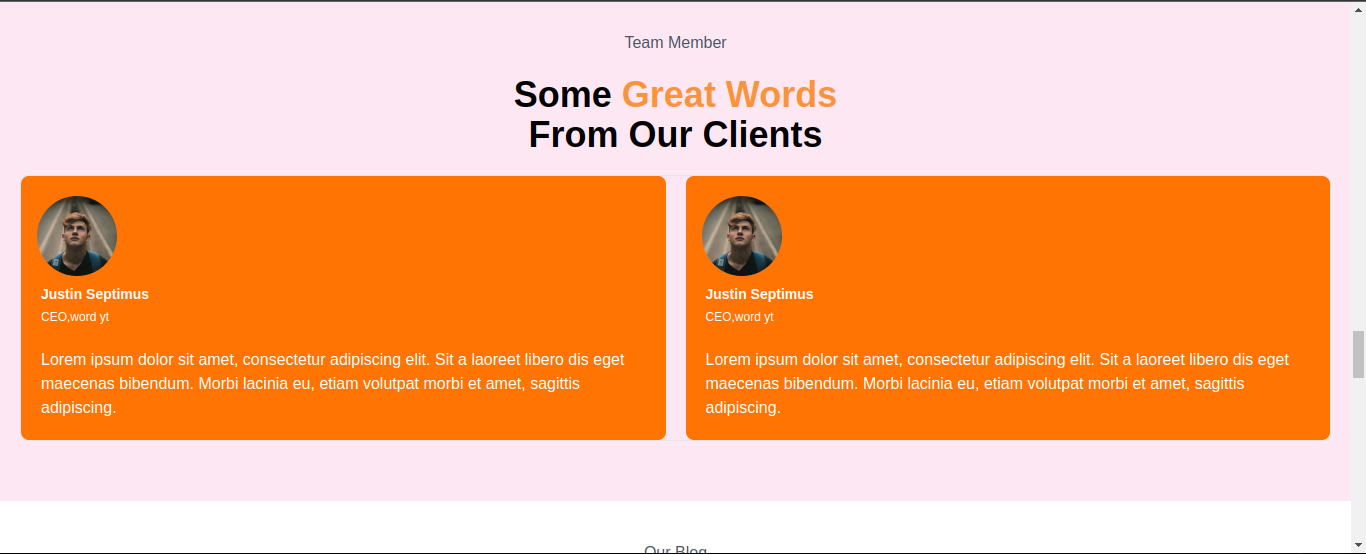 Team Member
Some Great Words
From Our Clients
Justin Septimus
CEO,word yt
Lorem ipsum dolor sit amet, consectetur adipiscing elit. Sit a laoreet libero dis eget
maecenas bibendum. Morbi lacinia eu, etiam volutpat morbi et amet, sagittis
adipiscing.
Justin Septimus
CEO,word yt
Lorem ipsum dolor sit amet, consectetur adipiscing elit. Sit a laoreet libero dis eget
maecenas bibendum. Morbi lacinia eu, etiam volutpat morbi et amet, sagittis
adipiscing.
Our Blog